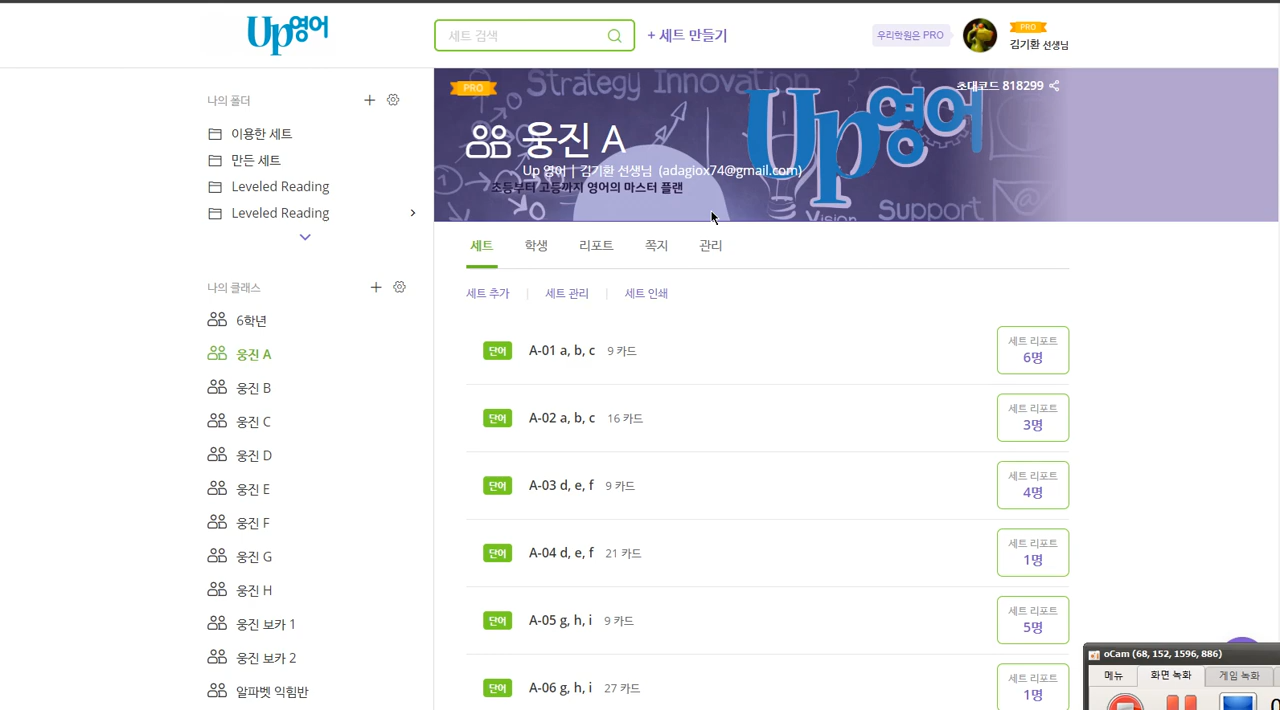 Up영어
세트 검색
+ 세트 만들기
우리학원은 PRO
PRO
김기환 선생님
나의 폴더
이용한 세트
만든 세트
Leveled Reading
Leveled Reading
나의 클래스
6학년
웅진 A
웅진 B
웅진 C
웅진 D
웅진 E
웅진 F
웅진 G
웅진 H
웅진 보카 1
웅진 보카 2
알파벳 익힘반
PRO
Strategy Innovation
초대코드 818299
웅진 A
Up영어
Up 영어 | 김기환 선생님 (adagiox74@gmail.com)
초등부터 고등까지 영어의 마스터 플랜
Vision
Support
세트 학생 리포트 쪽지 관리
세트 추가 | 세트 관리 | 세트 인쇄
단어 A-01 a, b, c 9 카드
세트 리포트
6명
단어 A-02 a, b, c 16 카드
세트 리포트
3명
단어 A-03 d, e, f 9 카드
세트 리포트
4명
단어 A-04 d, e, f 21 카드
세트 리포트
1명
단어 A-05 g, h, i 9 카드
세트 리포트
5명
단어 A-06 g, h, i 27 카드
세트 리포트
1명
oCam (68, 152, 1596, 886)
메뉴 화면 녹화 게임 녹화